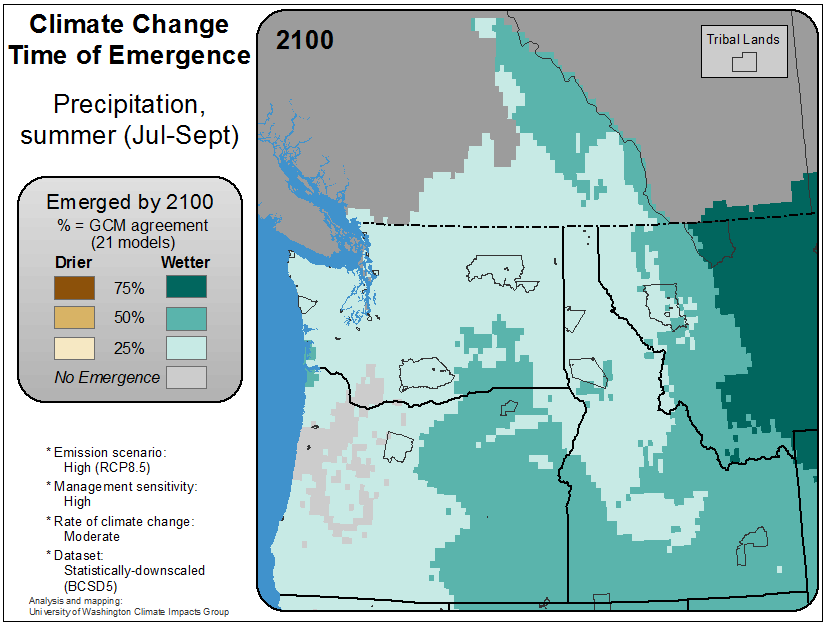 Climate Change
Time of Emergence
Precipitation,
summer (Jul-Sept)
Emerged by 2100
% = GCM agreement
(21 models)
Drier Wetter
75%
50%
25%
No Emergence
* Emission scenario:
High (RCP8.5)
* Management sensitivity:
High
* Rate of climate change:
Moderate
* Dataset:
Statistically-downscaled
(BCSD5)
Analysis and mapping:
University of Washington Climate Impacts Group
2100
Tribal Lands